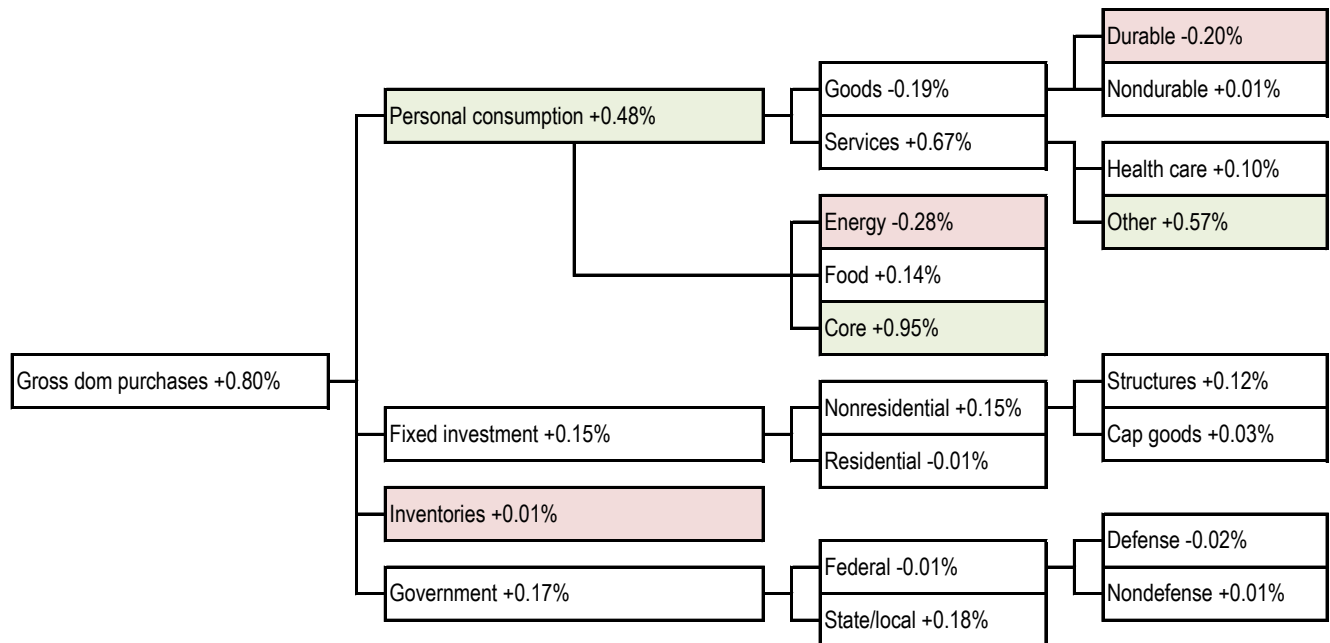 Gross dom purchases +0.80%
Personal consumption +0.48%
Goods -0.19%
Services +0.67%
Durable -0.20%
Nondurable +0.01%
Health care +0.10%
Other +0.57%
Energy -0.28%
Food +0.14%
Core +0.95%
Fixed investment +0.15%
Nonresidential +0.15%
Residential -0.01%
Structures +0.12%
Cap goods +0.03%
Inventories +0.01%
Government +0.17%
Federal -0.01%
State/local +0.18%
Defense -0.02%
Nondefense +0.01%